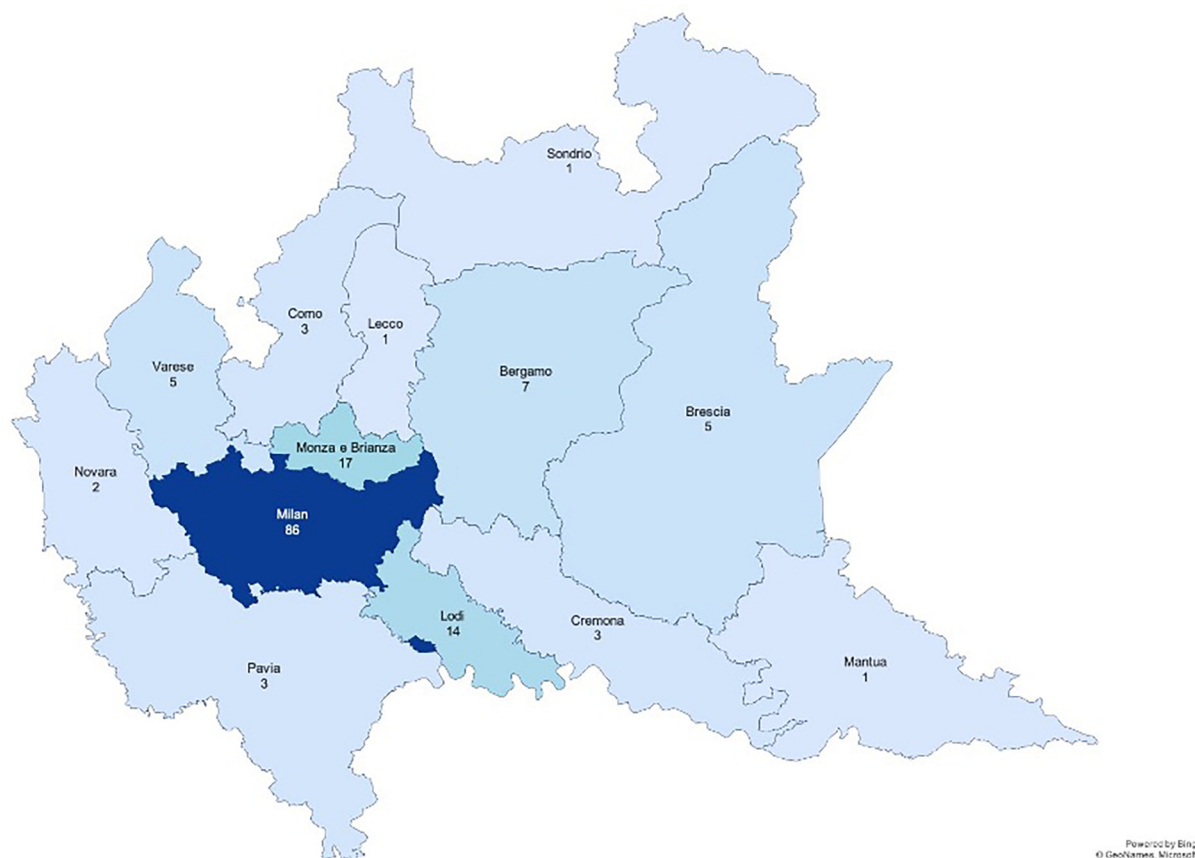 Sondrio
1
Como
3
Lecco
1
Varese
5
Bergamo
7
Brescia
5
Monza e Brianza
17
Novara
2
Milan
86
Lodi
14
Cremona
3
Pavia
3
Mantua
1
Powered by Bing
© GeoNames, Microsoft